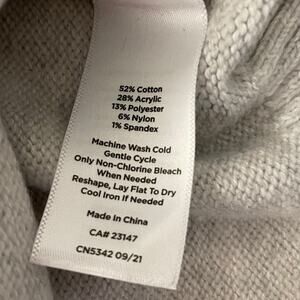 52% Cotton
28% Acrylic
13% Polyester
6% Nylon
1% Spandex
Machine Wash Cold
Gentle Cycle
Only Non-Chlorine Bleach
When Needed
Reshape, Lay Flat To Dry
Cool Iron If Needed
Made in China
CA# 23147
CN5342 09/21